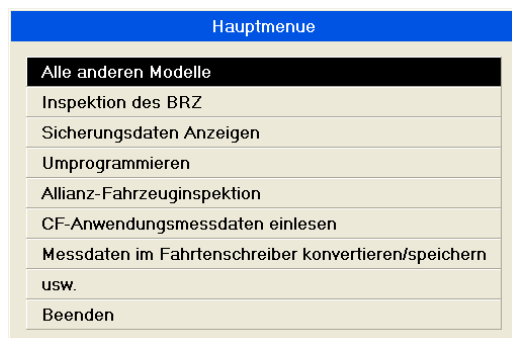 Hauptmenue
Alle anderen Modelle
Inspektion des BRZ
Sicherungsdaten Anzeigen
Umprogrammieren
Allianz-Fahrzeuginspektion
CF-Anwendungsmessdaten einlesen
Messdaten im Fahrtenschreiber konvertieren/speichern
usw.
Beenden